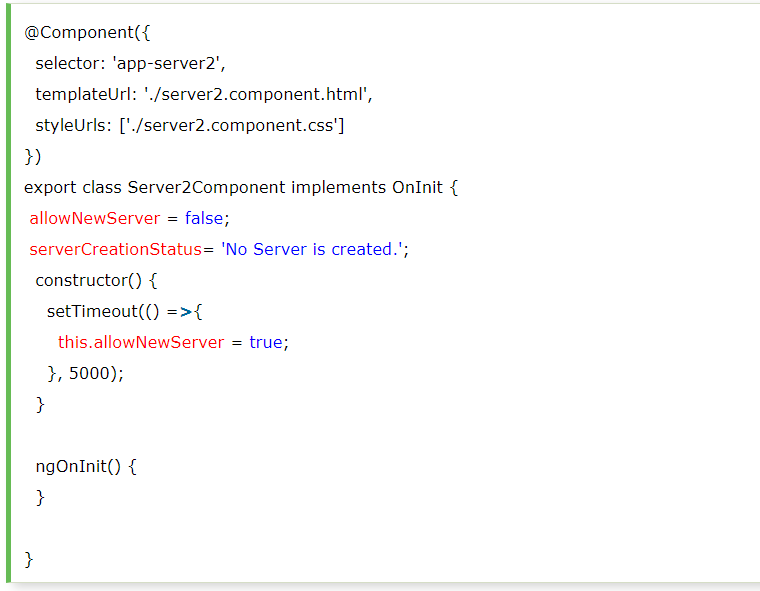 @Component({
selector: 'app-server2',
templateUrl: './server2.component.html',
styleUrls: ['./server2.component.css']
})
export class Server2Component implements OnInit {
allowNewServer = false;
serverCreationStatus= 'No Server is created.';
constructor() {
setTimeout(() =>{
this.allowNewServer = true;
}, 5000);
}
ngOnInit() {
}
}